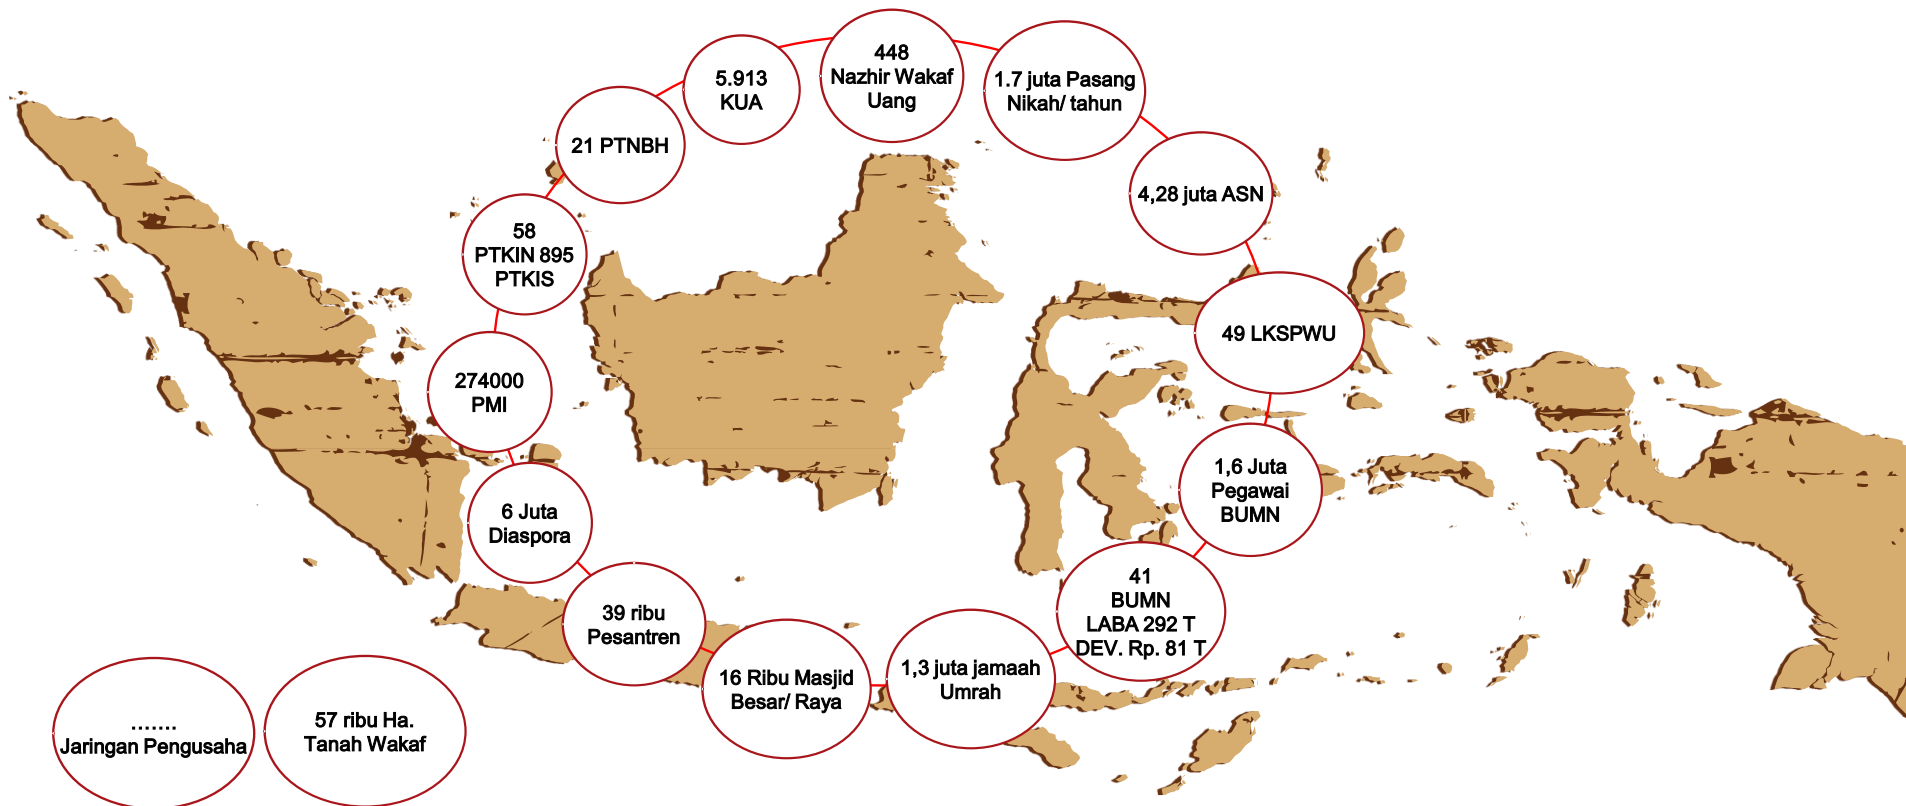 448
Nazhir Wakaf
Uang
1.7 juta Pasang
Nikah/ tahun
4,28 juta ASN
49 LKSPWU
1,6 Juta
Pegawai
BUMN
41
BUMN
LABA 292 T
DEV. Rp. 81 T
1,3 juta jamaah
Umrah
16 Ribu Masjid
Besar/ Raya
39 ribu
Pesantren
6 Juta
Diaspora
274000
PMI
58
PTKIN 895
PTKIS
21 PTNBH
5.913
KUA
.......
Jaringan Pengusaha
57 ribu Ha.
Tanah Wakaf